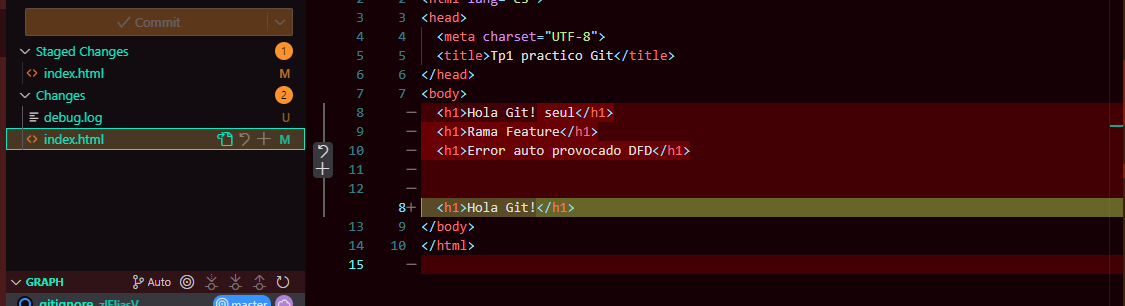 Commit
Staged Changes 1
index.html M
Changes 2
debug.log U
index.html M
GRAPH Auto
gitignore zIEliasV master
2 2 <html lang="es">
3 3 <head>
4 4 <meta charset="UTF-8">
5 5 <title>Tp1 practico Git</title>
6 6 </head>
7 7 <body>
8 − <h1>Hola Git! seul</h1>
9 − <h1>Rama Feature</h1>
10 − <h1>Error auto provocado DFD</h1>
11 −
12 −
8+ <h1>Hola Git!</h1>
13 9 </body>
14 10 </html>
15 −